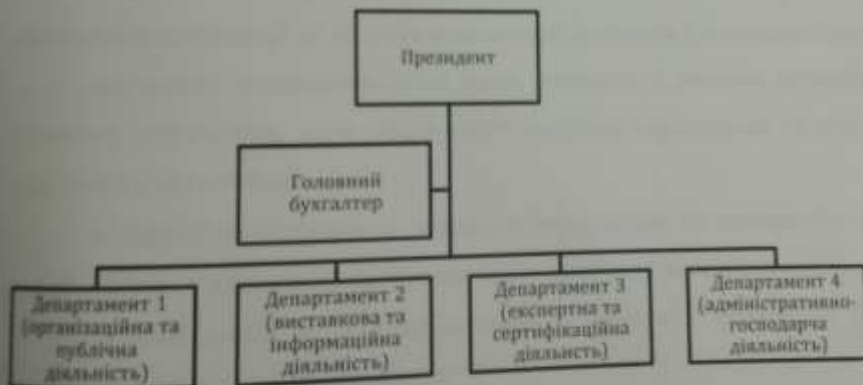 Президент
Головний
бухгалтер
Департамент 1
(організаційна та
публічна
діяльність)
Департамент 2
(виставкова та
інформаційна
діяльність)
Департамент 3
(експертна та
сертифікаційна
діяльнсть)
Департамент 4
(адміністративно-
господарча
діяльність)